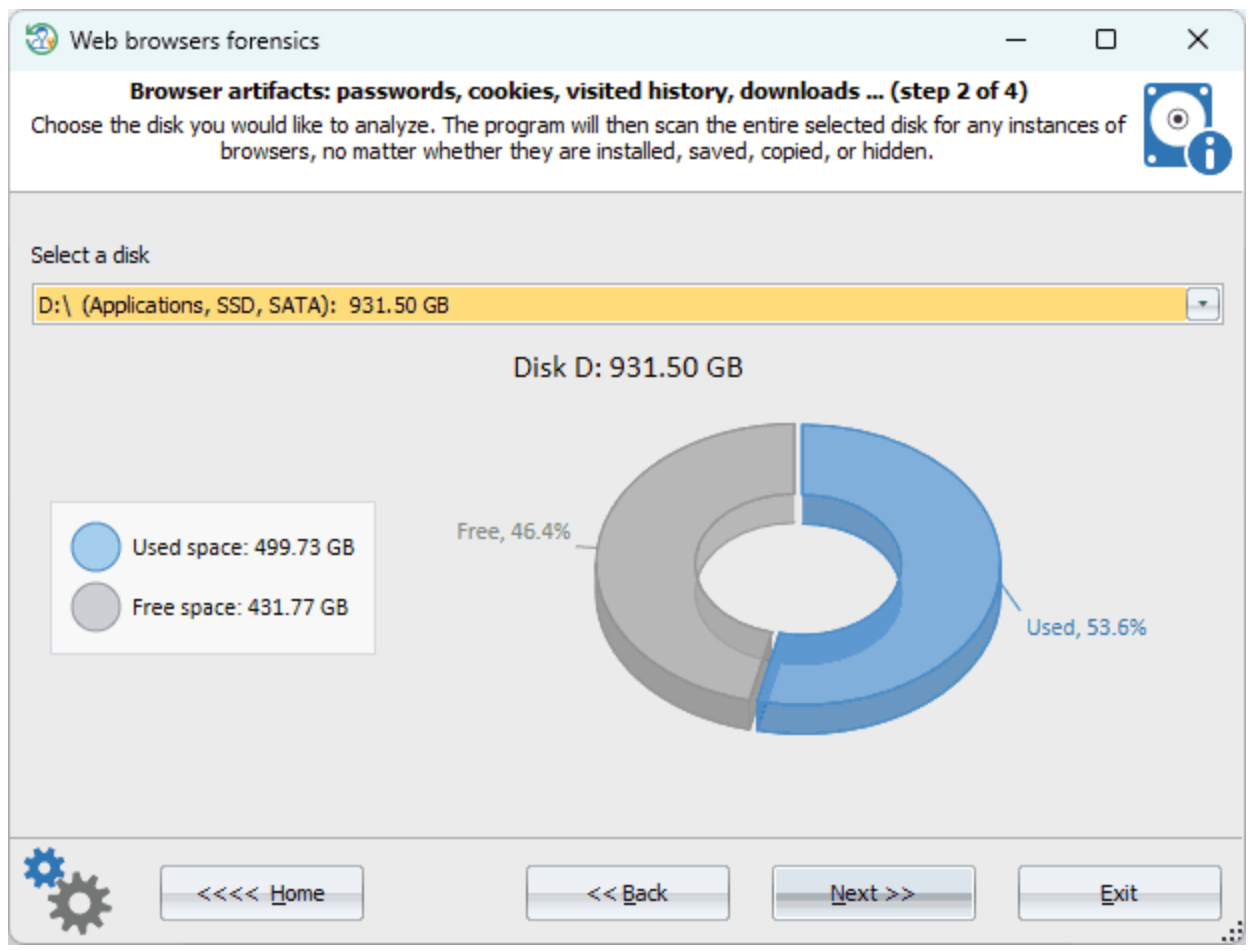 Web browsers forensics
Browser artifacts: passwords, cookies, visited history, downloads ... (step 2 of 4)
Choose the disk you would like to analyze. The program will then scan the entire selected disk for any instances of
browsers, no matter whether they are installed, saved, copied, or hidden.
Select a disk
D:\ (Applications, SSD, SATA): 931.50 GB
Disk D: 931.50 GB
Free, 46.4%
Used space: 499.73 GB
Free space: 431.77 GB
Used, 53.6%
<<<< Home
<< Back
Next >>
Exit